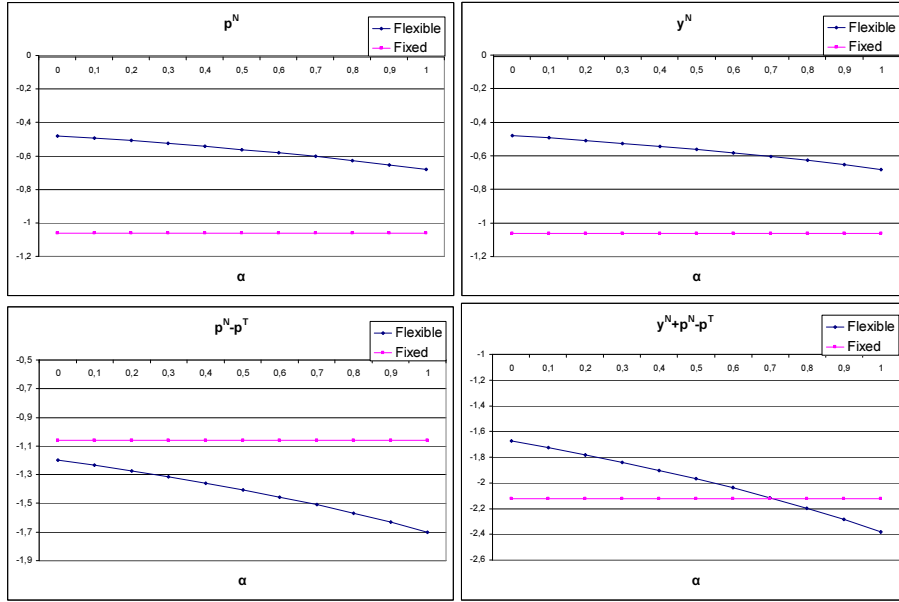 p^N
Flexible
Fixed
0
0 0,1 0,2 0,3 0,4 0,5 0,6 0,7 0,8 0,9 1
-0,2
-0,4
-0,6
-0,8
-1
-1,2
α
y^N
Flexible
Fixed
0
0 0,1 0,2 0,3 0,4 0,5 0,6 0,7 0,8 0,9 1
-0,2
-0,4
-0,6
-0,8
-1
-1,2
α
p^N-p^T
Flexible
Fixed
-0,5
0 0,1 0,2 0,3 0,4 0,5 0,6 0,7 0,8 0,9 1
-0,7
-0,9
-1,1
-1,3
-1,5
-1,7
-1,9
α
y^N+p^N-p^T
Flexible
Fixed
-1
0 0,1 0,2 0,3 0,4 0,5 0,6 0,7 0,8 0,9 1
-1,2
-1,4
-1,6
-1,8
-2
-2,2
-2,4
-2,6
α